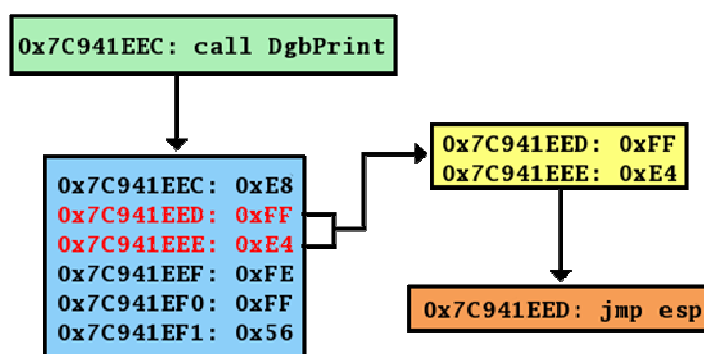 0x7C941EEC: call DgbPrint
0x7C941EEC: 0xE8
0x7C941EED: 0xFF
0x7C941EEE: 0xE4
0x7C941EEF: 0xFE
0x7C941EF0: 0xFF
0x7C941EF1: 0x56
0x7C941EED: 0xFF
0x7C941EEE: 0xE4
0x7C941EED: jmp esp